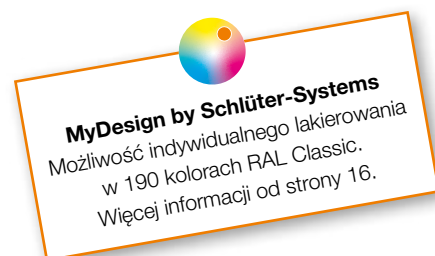 MyDesign by Schlüter-Systems
Możliwość indywidualnego lakierowania
w 190 kolorach RAL Classic.
Więcej informacji od strony 16.